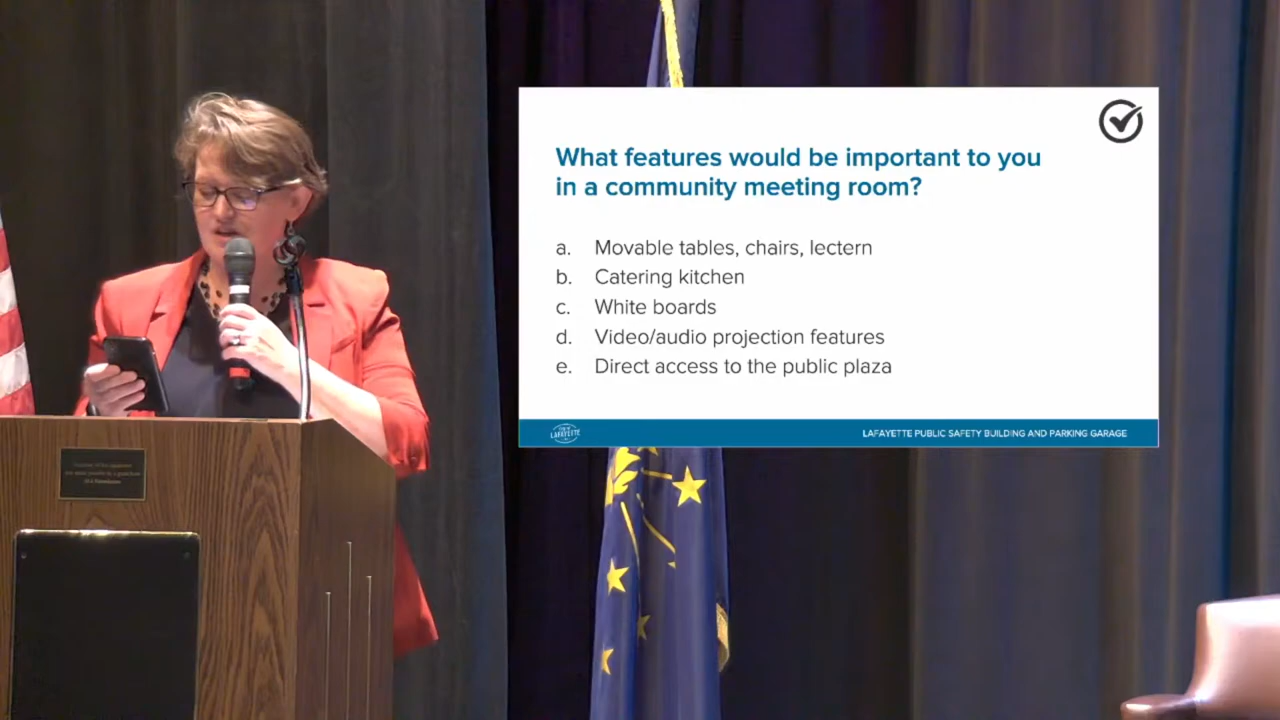 What features would be important to you
in a community meeting room?
a. Movable tables, chairs, lectern
b. Catering kitchen
c. White boards
d. Video/audio projection features
e. Direct access to the public plaza
LAFAYETTE
LAFAYETTE PUBLIC SAFETY BUILDING AND PARKING GARAGE